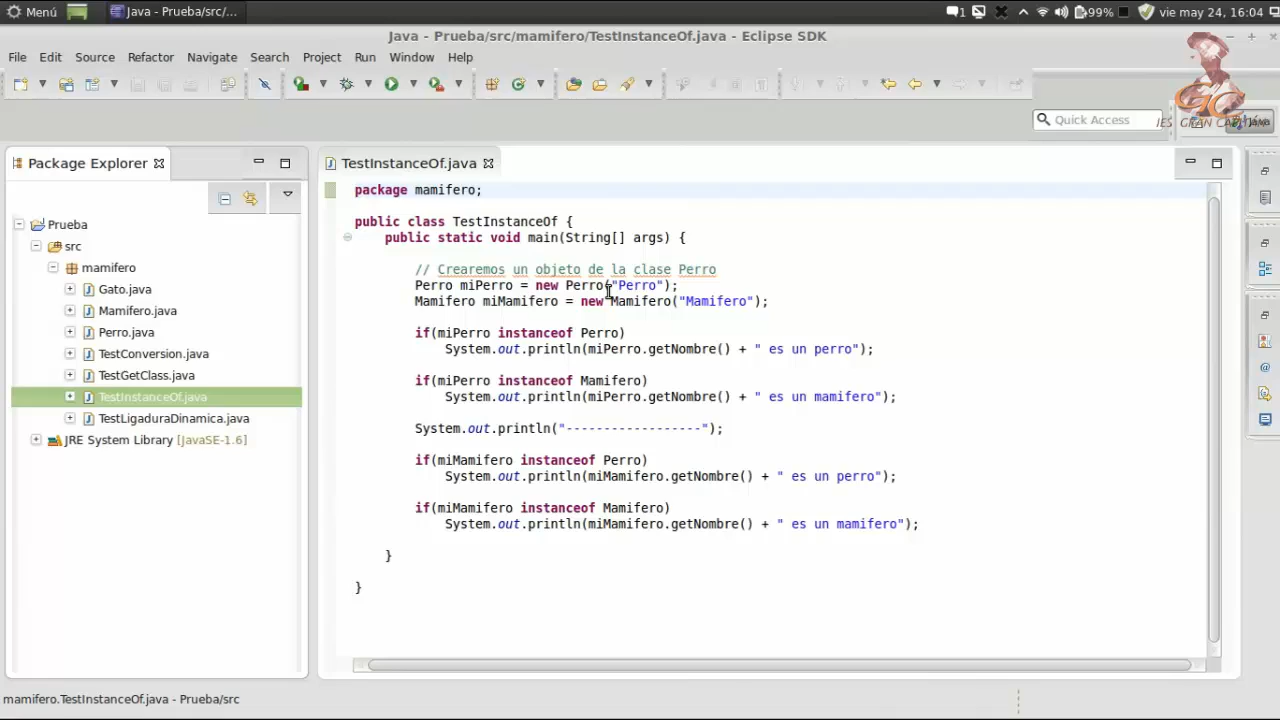 Menú
Java - Prueba/src/...
1
99%
vie may 24, 16:04
Java - Prueba/src/mamifero/TestInstanceOf.java - Eclipse SDK
File Edit Source Refactor Navigate Search Project Run Window Help
Quick Access
IES GRAN CAPITÁN
Package Explorer
TestInstanceOf.java
Prueba
src
mamifero
Gato.java
Mamifero.java
Perro.java
TestConversion.java
TestGetClass.java
TestInstanceOf.java
TestLigaduraDinamica.java
JRE System Library [JavaSE-1.6]
package mamifero;
public class TestInstanceOf {
public static void main(String[] args) {
// Crearemos un objeto de la clase Perro
Perro miPerro = new Perro("Perro");
Mamifero miMamifero = new Mamifero("Mamifero");
if(miPerro instanceof Perro)
System.out.println(miPerro.getNombre() + " es un perro");
if(miPerro instanceof Mamifero)
System.out.println(miPerro.getNombre() + " es un mamifero");
System.out.println("------------------");
if(miMamifero instanceof Perro)
System.out.println(miMamifero.getNombre() + " es un perro");
if(miMamifero instanceof Mamifero)
System.out.println(miMamifero.getNombre() + " es un mamifero");
}
}
mamifero.TestInstanceOf.java - Prueba/src